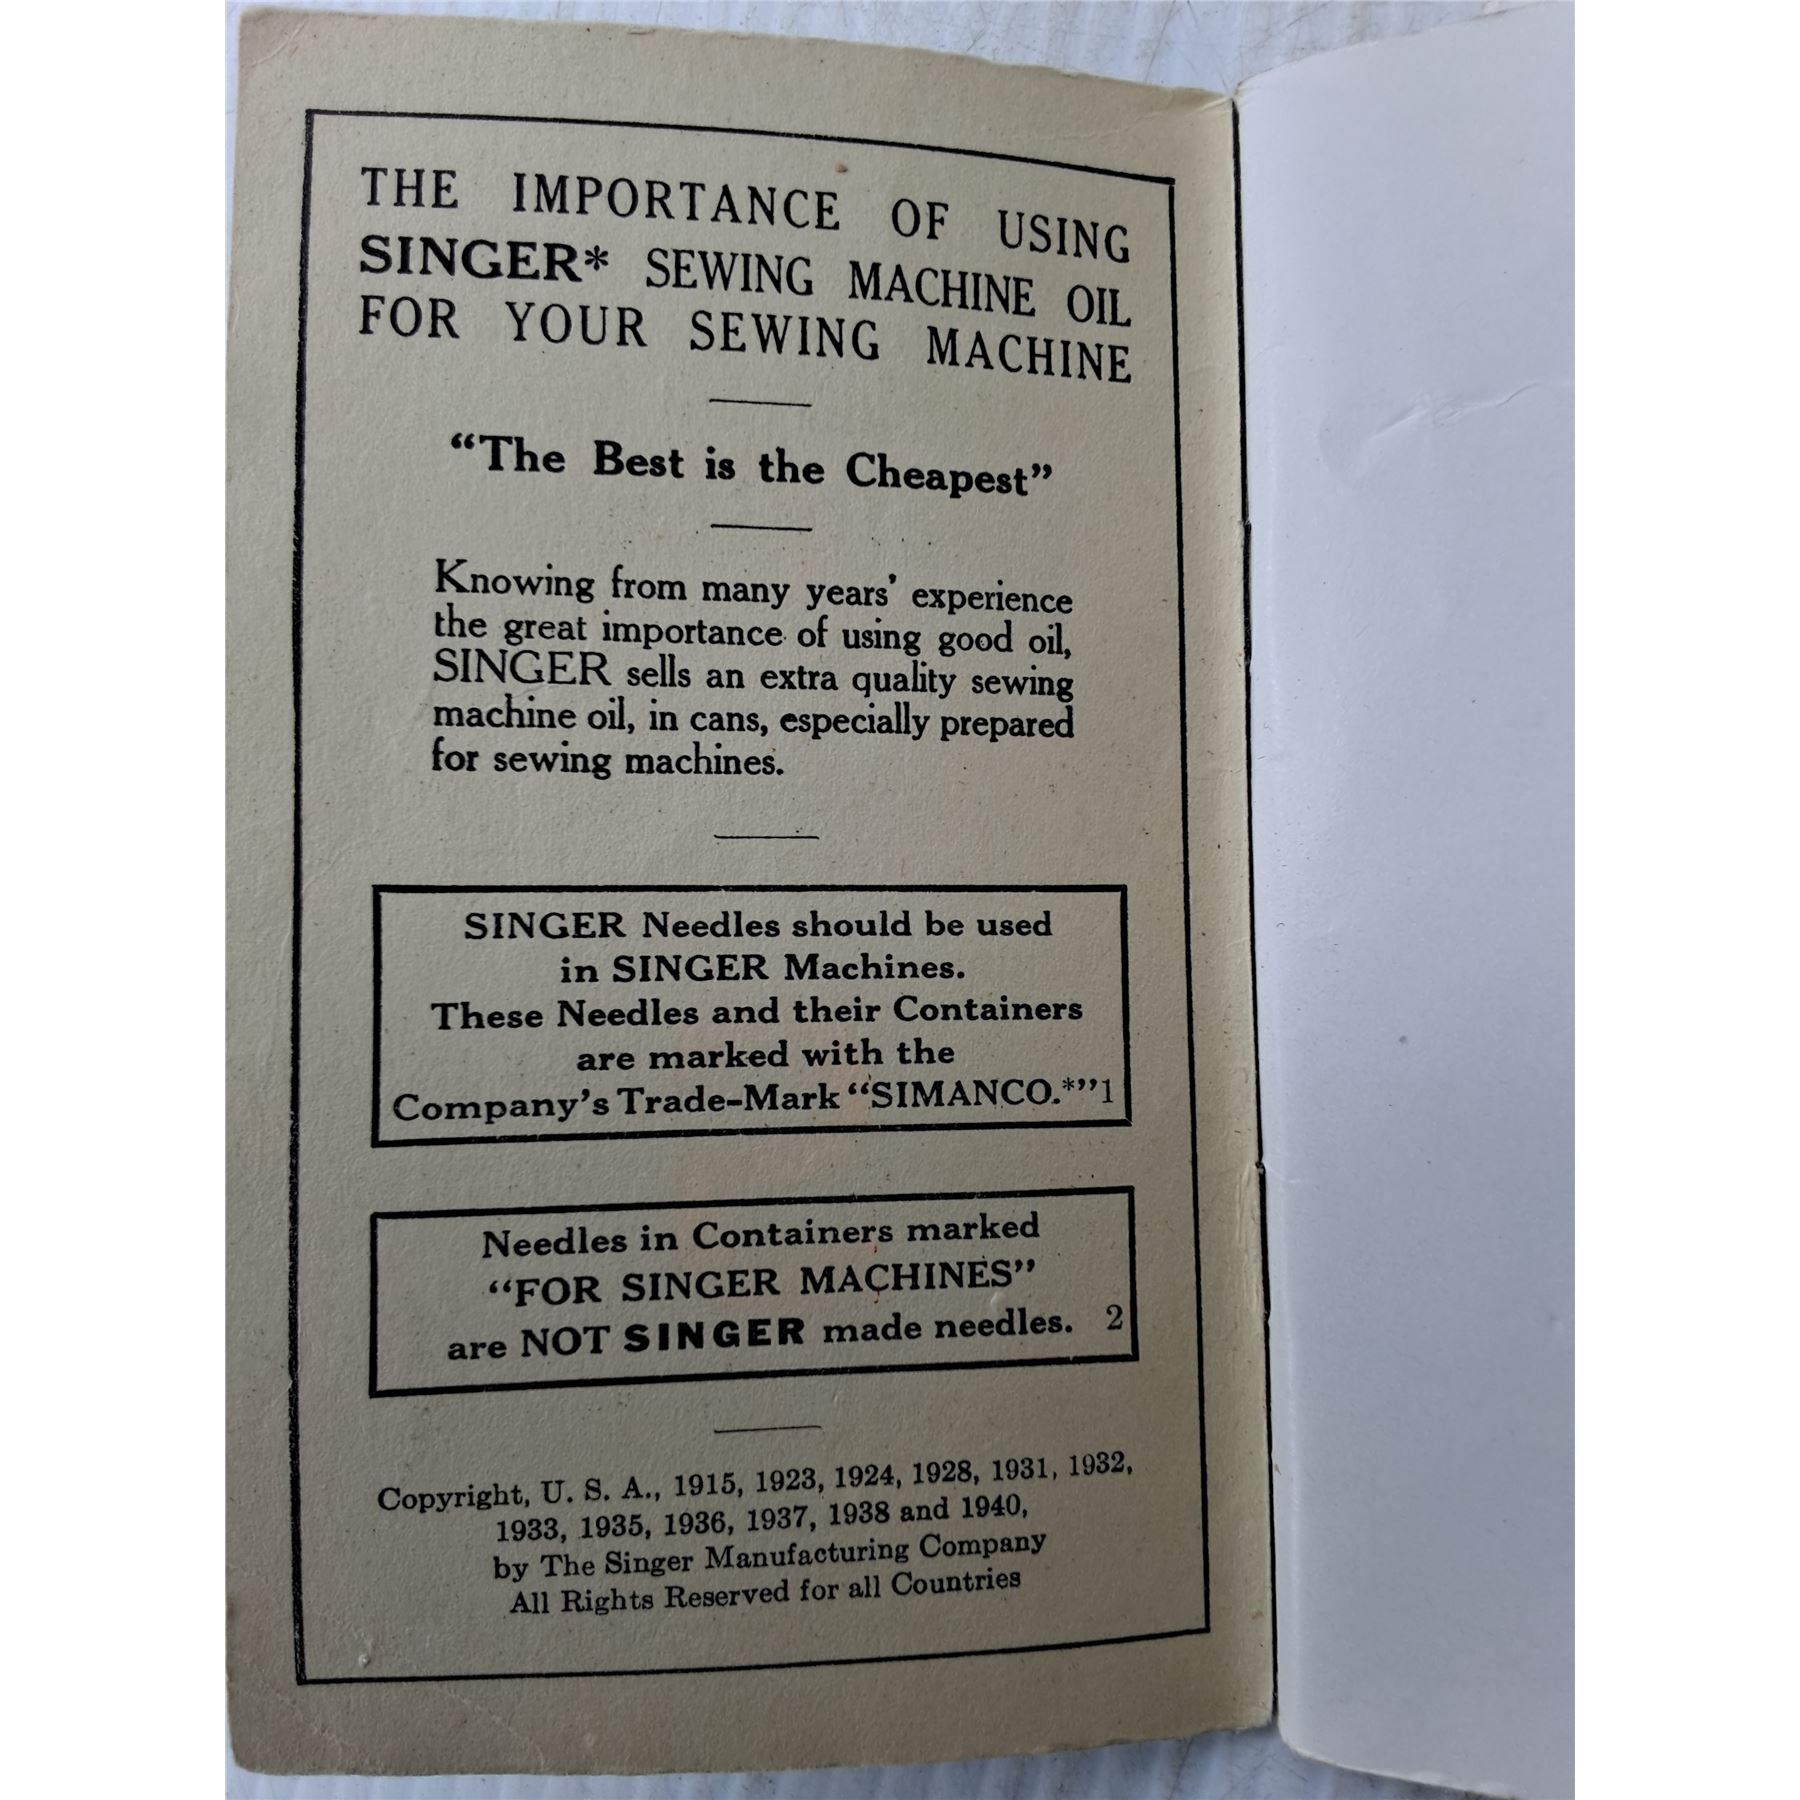 THE IMPORTANCE OF USING
SINGER* SEWING MACHINE OIL
FOR YOUR SEWING MACHINE
“The Best is the Cheapest”
Knowing from many years’ experience
the great importance of using good oil,
SINGER sells an extra quality sewing
machine oil, in cans, especially prepared
for sewing machines.
SINGER Needles should be used
in SINGER Machines.
These Needles and their Containers
are marked with the
Company’s Trade-Mark “SIMANCO.*”1
Needles in Containers marked
“FOR SINGER MACHINES”
are NOT SINGER made needles. 2
Copyright, U. S. A., 1915, 1923, 1924, 1928, 1931, 1932,
1933, 1935, 1936, 1937, 1938 and 1940,
by The Singer Manufacturing Company
All Rights Reserved for all Countries